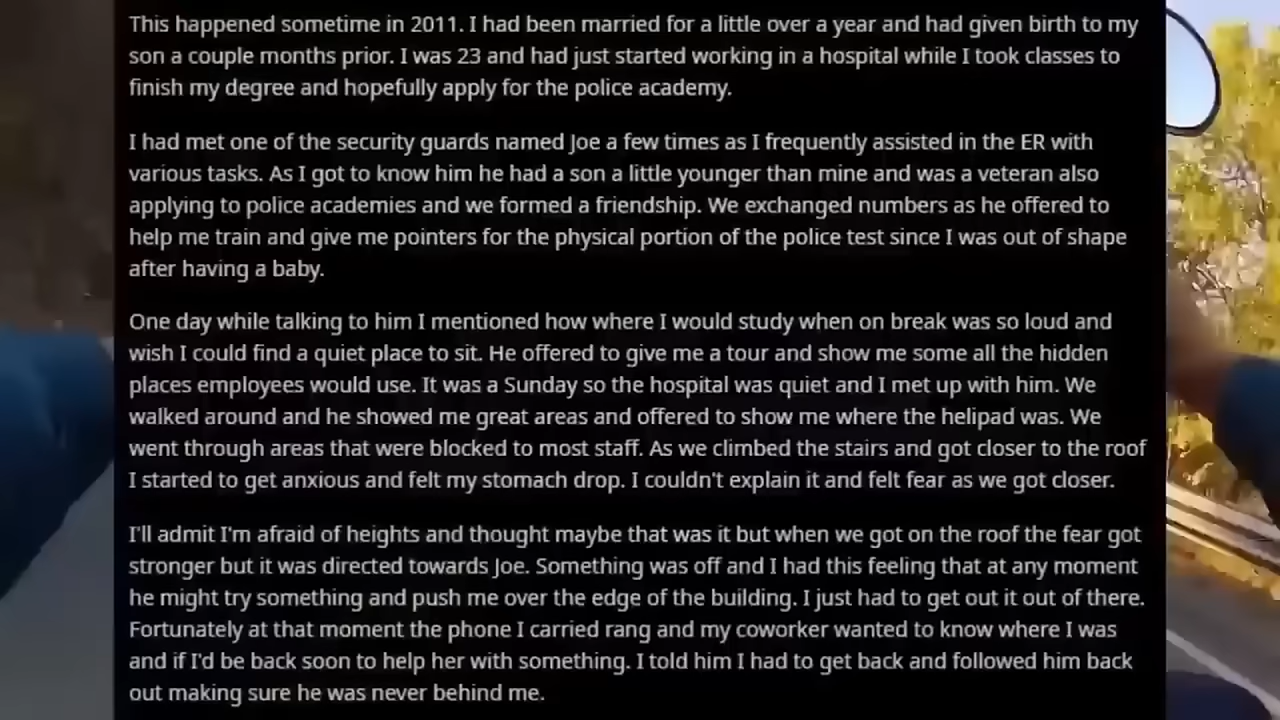 This happened sometime in 2011. I had been married for a little over a year and had given birth to my
son a couple months prior. I was 23 and had just started working in a hospital while I took classes to
finish my degree and hopefully apply for the police academy.
I had met one of the security guards named Joe a few times as I frequently assisted in the ER with
various tasks. As I got to know him he had a son a little younger than mine and was a veteran also
applying to police academies and we formed a friendship. We exchanged numbers as he offered to
help me train and give me pointers for the physical portion of the police test since I was out of shape
after having a baby.
One day while talking to him I mentioned how where I would study when on break was so loud and
wish I could find a quiet place to sit. He offered to give me a tour and show me some all the hidden
places employees would use. It was a Sunday so the hospital was quiet and I met up with him. We
walked around and he showed me great areas and offered to show me where the helipad was. We
went through areas that were blocked to most staff. As we climbed the stairs and got closer to the roof
I started to get anxious and felt my stomach drop. I couldn't explain it and felt fear as we got closer.
I'll admit I'm afraid of heights and thought maybe that was it but when we got on the roof the fear got
stronger but it was directed towards Joe. Something was off and I had this feeling that at any moment
he might try something and push me over the edge of the building. I just had to get out it out of there.
Fortunately at that moment the phone I carried rang and my coworker wanted to know where I was
and if I'd be back soon to help her with something. I told him I had to get back and followed him back
out making sure he was never behind me.